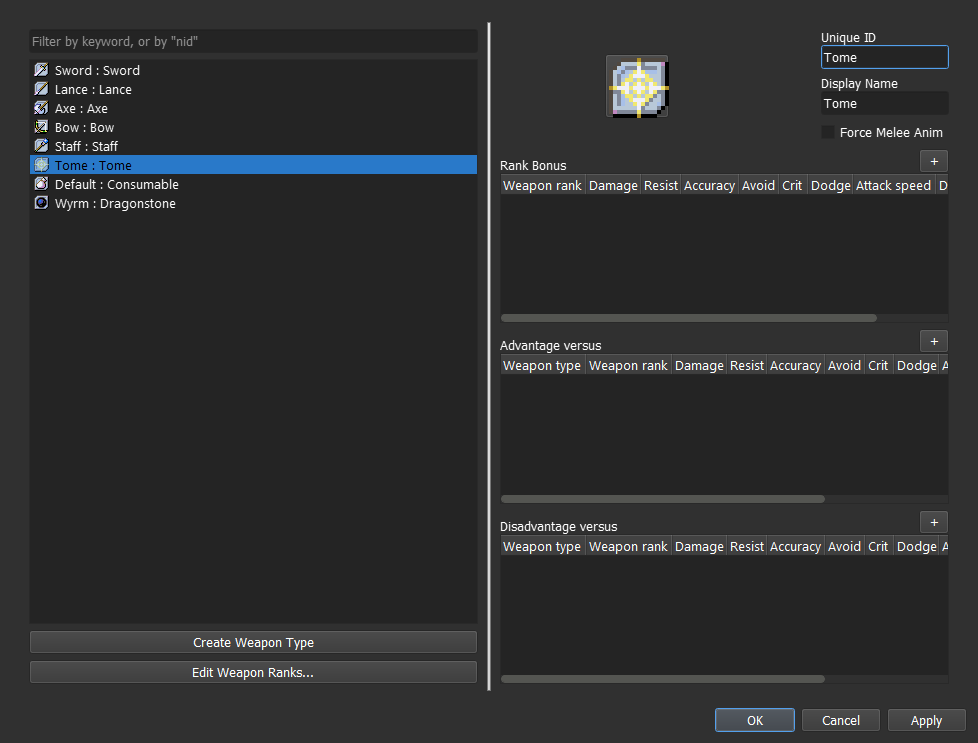 Filter by keyword, or by "nid"
Sword : Sword
Lance : Lance
Axe : Axe
Bow : Bow
Staff : Staff
Tome : Tome
Default : Consumable
Wyrm : Dragonstone
Create Weapon Type
Edit Weapon Ranks...
Unique ID
Tome
Display Name
Tome
Force Melee Anim
Rank Bonus
+
Weapon rank Damage Resist Accuracy Avoid Crit Dodge Attack speed D
Advantage versus
+
Weapon type Weapon rank Damage Resist Accuracy Avoid Crit Dodge A
Disadvantage versus
+
Weapon type Weapon rank Damage Resist Accuracy Avoid Crit Dodge A
OK Cancel Apply